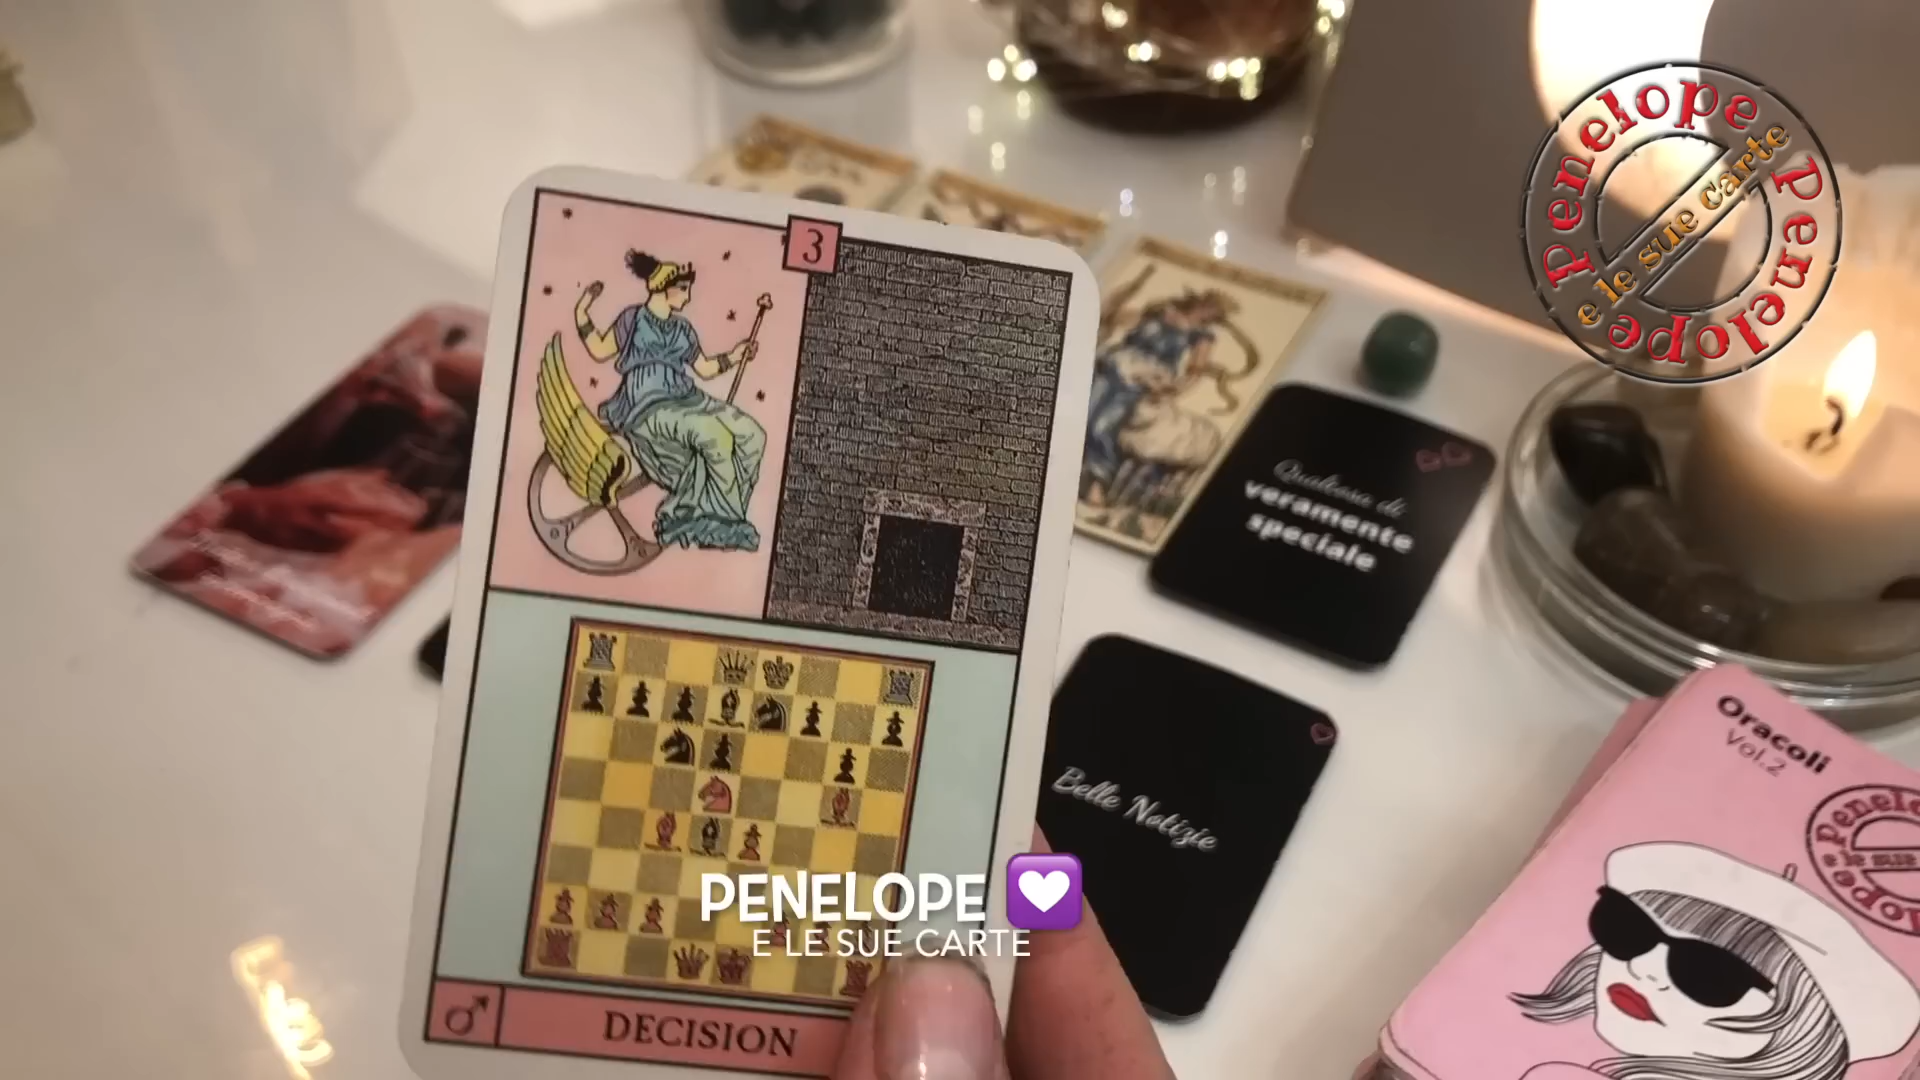 Penelope
e le sue carte
Penelope
Penelope
3
Qualcosa di
veramente
speciale
Oracoli
Vol.2
Belle Notizie
PENELOPE 💜
E LE SUE CARTE
♂ DECISION